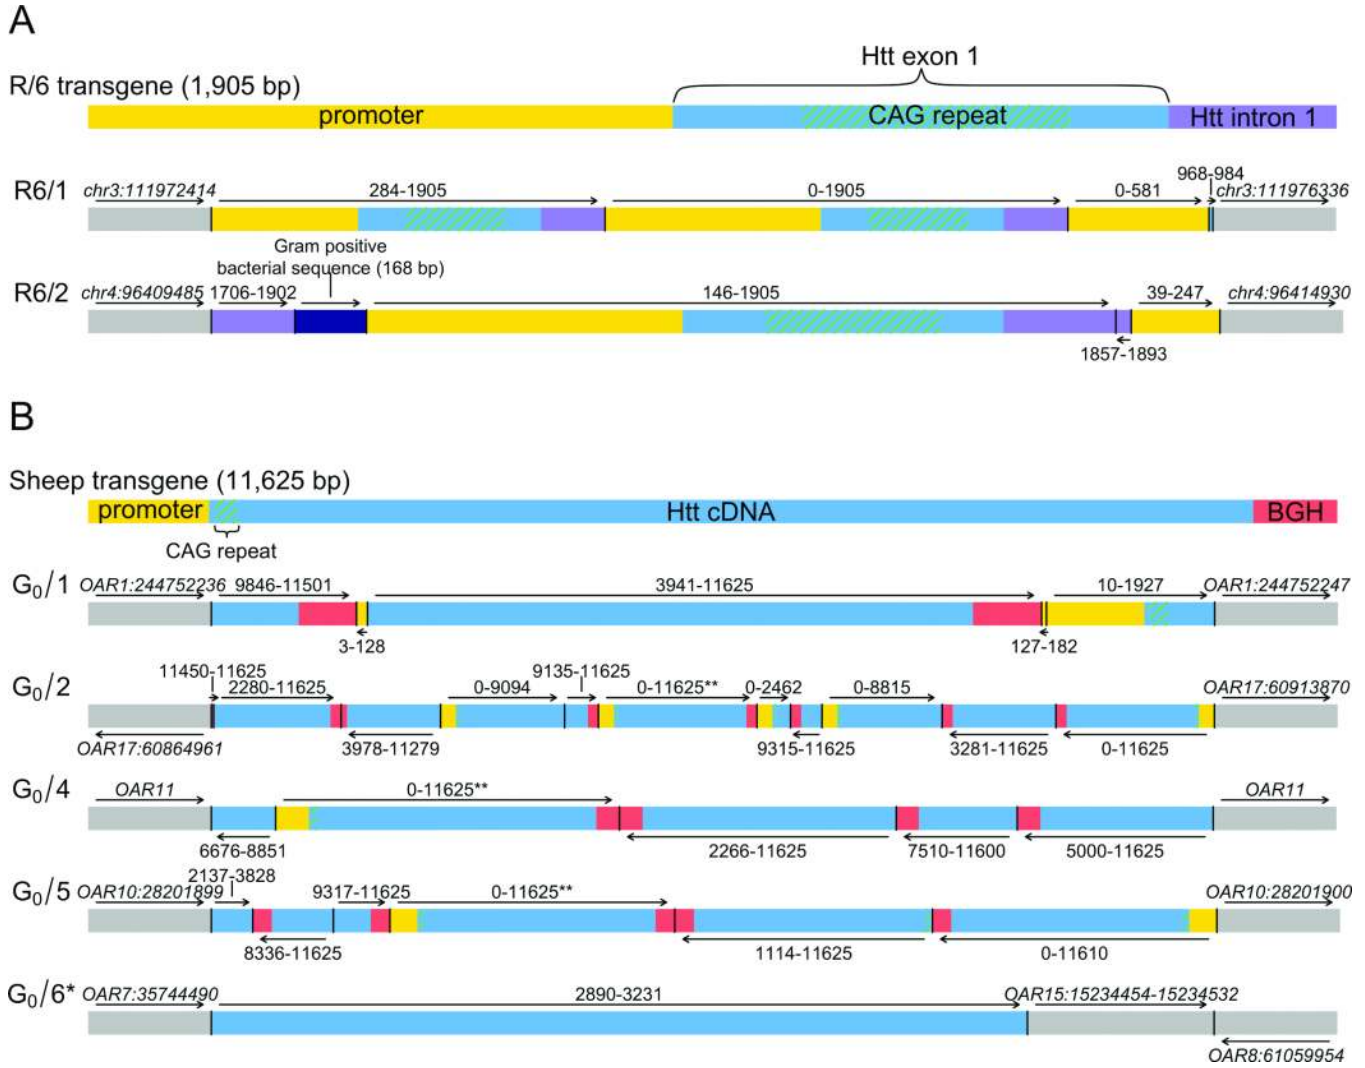 A
Htt exon 1
R/6 transgene (1,905 bp)
promoter CAG repeat Htt intron 1
968-984
R6/1 chr3:111972414 284-1905 0-1905 0-581 chr3:111976336
Gram positive
bacterial sequence (168 bp)
R6/2 chr4:96409485 1706-1902 146-1905 39-247 chr4:96414930
1857-1893
B
Sheep transgene (11,625 bp)
promoter Htt cDNA BGH
CAG repeat
G0/1 OAR1:244752236 9846-11501 3941-11625 10-1927 OAR1:244752247
3-128 127-182
11450-11625 9135-11625
G0/2 2280-11625 0-9094 0-11625** 0-2462 0-8815 OAR17:60913870
OAR17:60864961 3978-11279 9315-11625 3281-11625 0-11625
G0/4 OAR11 0-11625** OAR11
6676-8851 2266-11625 7510-11600 5000-11625
2137-3828
G0/5 OAR10:28201899 9317-11625 0-11625** OAR10:28201900
8336-11625 1114-11625 0-11610
G0/6* OAR7:35744490 2890-3231 OAR15:15234454-15234532
OAR8:61059954